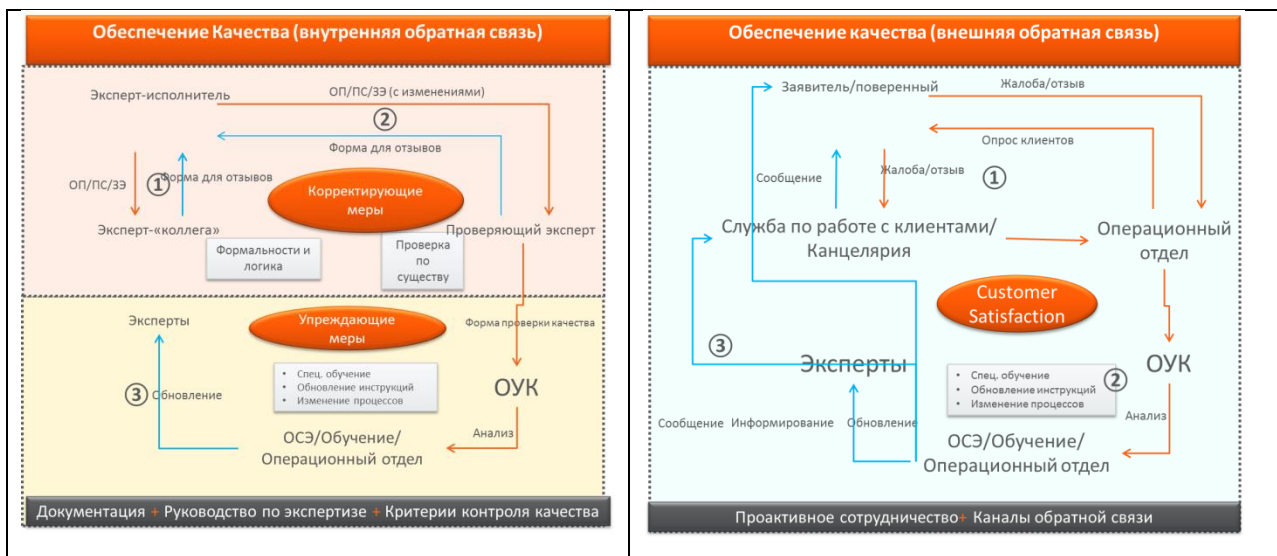 Обеспечение Качества (внутренняя обратная связь)
Эксперт-исполнитель
ОП/ПС/ЗЭ (с изменениями)
②
Форма для отзывов
ОП/ПС/ЗЭ
①
Форма для отзывов
Корректирующие
меры
Эксперт-«коллега»
Проверяющий эксперт
Формальности и
логика
Проверка
по
существу
Эксперты
Упреждающие
меры
Форма проверки качества
• Спец. обучение
• Обновление инструкций
• Изменение процессов
③
Обновление
ОУК
Анализ
ОСЭ/Обучение/
Операционный отдел
Документация + Руководство по экспертизе + Критерии контроля качества
Обеспечение качества (внешняя обратная связь)
Заявитель/поверенный
Жалоба/отзыв
Опрос клиентов
Сообщение
Жалоба/отзыв
①
Служба по работе с клиентами/
Канцелярия
Операционный
отдел
Customer
Satisfaction
③
Эксперты
• Спец. обучение
• Обновление инструкций
• Изменение процессов
②
ОУК
Сообщение
Информирование
Обновление
Анализ
ОСЭ/Обучение/
Операционный отдел
Проактивное сотрудничество+ Каналы обратной связи